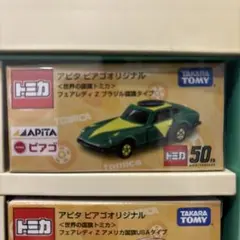 トミカ
アピタ ピアゴオリジナル
<世界の国旗トミカ>
フェアレディ Z ブラジル国旗タイプ
TAKARA TOMY
APITA
ピアゴ
TOMICA
トミカ 50th
トミカ
アピタ ピアゴオリジナル
<世界の国旗トミカ>
フェアレディ Z アメリカ国旗USAタイプ
TAKARA TOMY